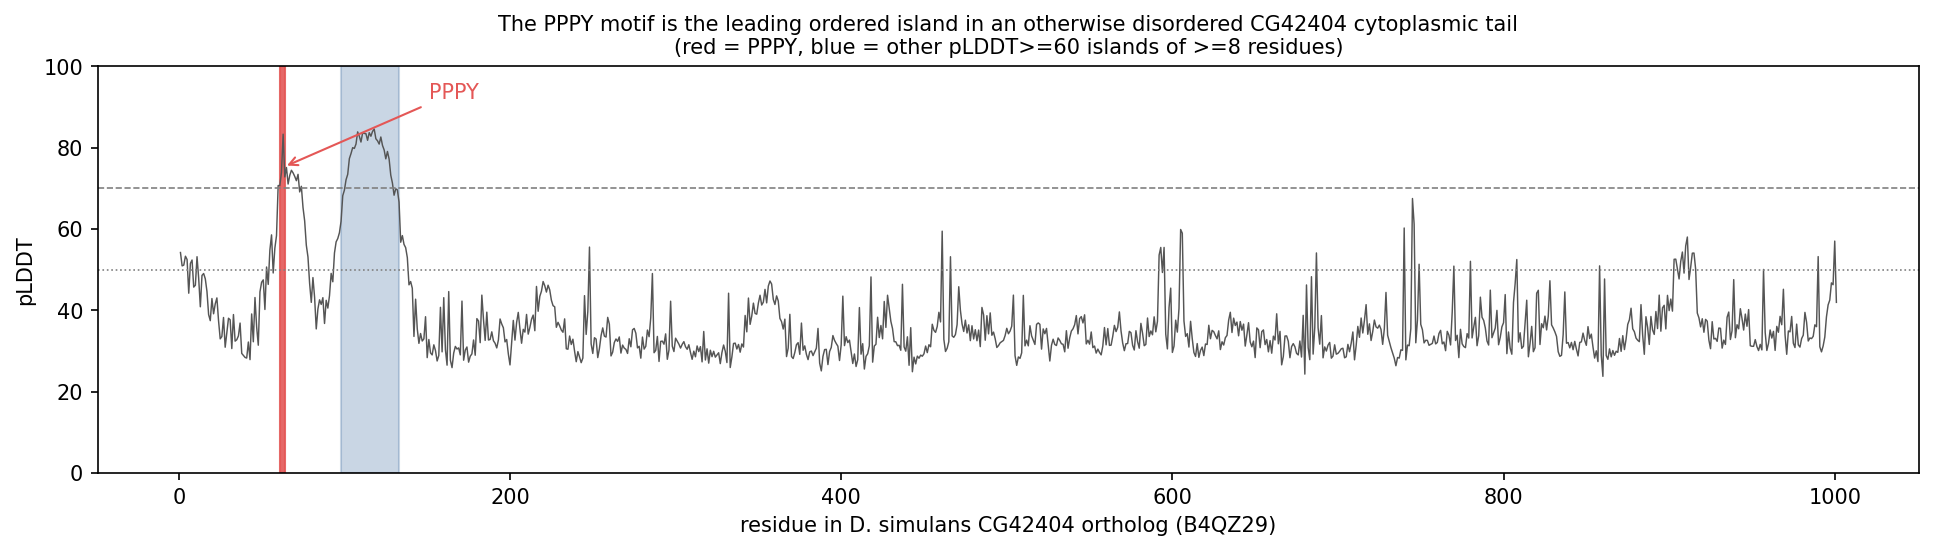 The PPPY motif is the leading ordered island in an otherwise disordered CG42404 cytoplasmic tail
(red = PPPY, blue = other pLDDT>=60 islands of >=8 residues)
100
80
60
40
20
0
pLDDT
PPPY
0 200 400 600 800 1000
residue in D. simulans CG42404 ortholog (B4QZ29)